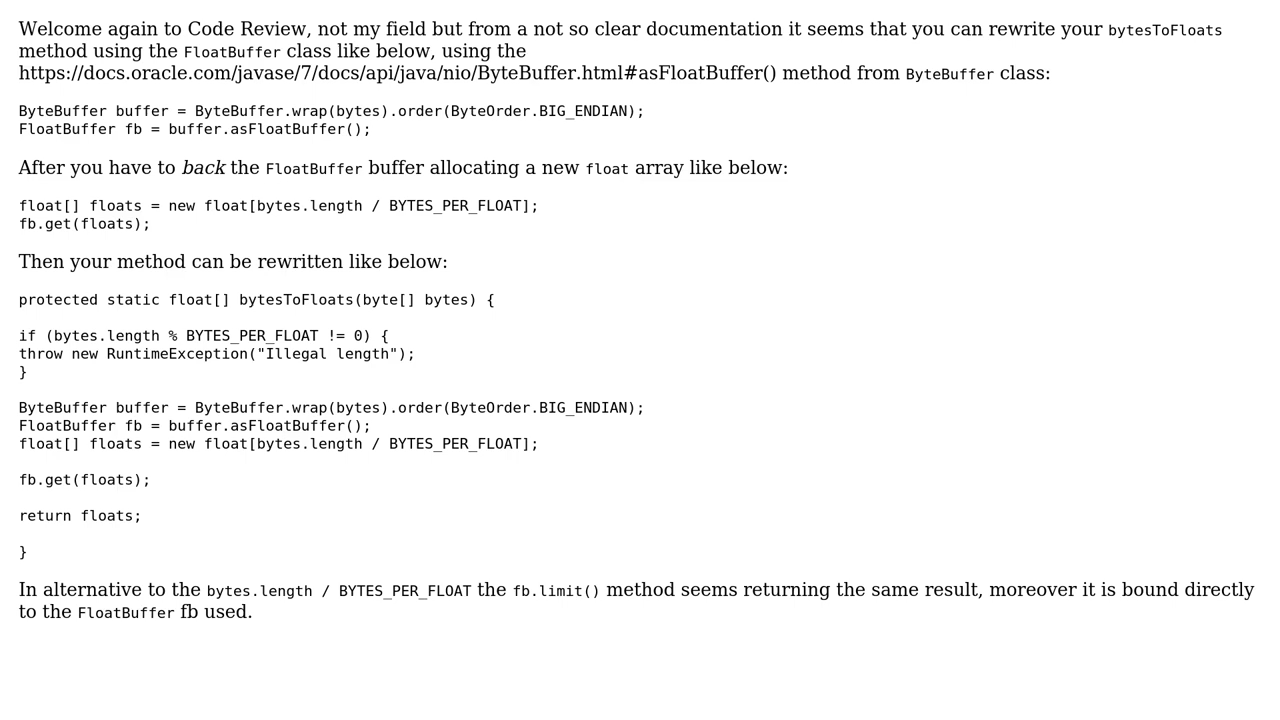 Welcome again to Code Review, not my field but from a not so clear documentation it seems that you can rewrite your bytesToFloats
method using the FloatBuffer class like below, using the
https://docs.oracle.com/javase/7/docs/api/java/nio/ByteBuffer.html#asFloatBuffer() method from ByteBuffer class:
ByteBuffer buffer = ByteBuffer.wrap(bytes).order(ByteOrder.BIG_ENDIAN);
FloatBuffer fb = buffer.asFloatBuffer();
After you have to back the FloatBuffer buffer allocating a new float array like below:
float[] floats = new float[bytes.length / BYTES_PER_FLOAT];
fb.get(floats);
Then your method can be rewritten like below:
protected static float[] bytesToFloats(byte[] bytes) {
if (bytes.length % BYTES_PER_FLOAT != 0) {
throw new RuntimeException("Illegal length");
}
ByteBuffer buffer = ByteBuffer.wrap(bytes).order(ByteOrder.BIG_ENDIAN);
FloatBuffer fb = buffer.asFloatBuffer();
float[] floats = new float[bytes.length / BYTES_PER_FLOAT];
fb.get(floats);
return floats;
}
In alternative to the bytes.length / BYTES_PER_FLOAT the fb.limit() method seems returning the same result, moreover it is bound directly
to the FloatBuffer fb used.